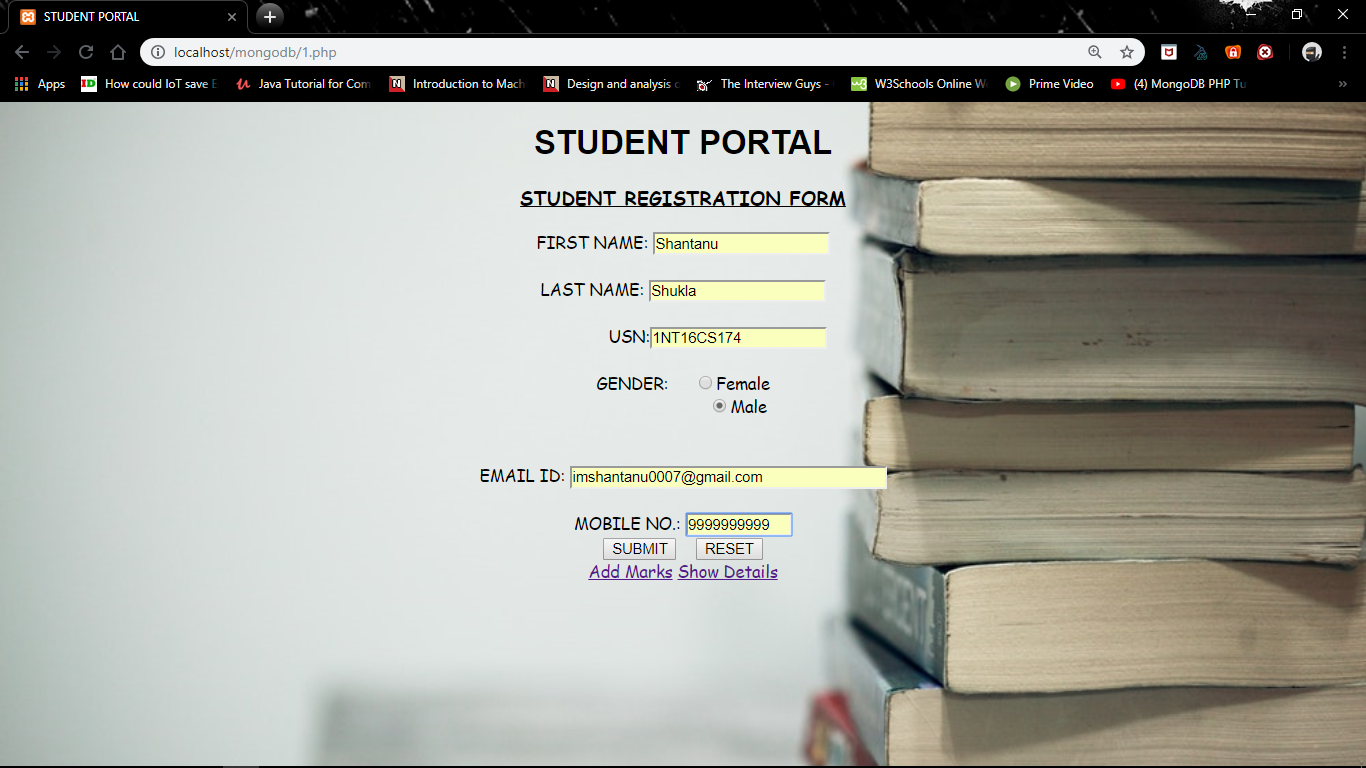 STUDENT PORTAL
localhost/mongodb/1.php
Apps How could IoT save E Java Tutorial for Com Introduction to Mach Design and analysis c The Interview Guys - W3Schools Online W Prime Video (4) MongoDB PHP Tu »
STUDENT PORTAL
STUDENT REGISTRATION FORM
FIRST NAME: Shantanu
LAST NAME: Shukla
USN: 1NT16CS174
GENDER: Female
Male
EMAIL ID: imshantanu0007@gmail.com
MOBILE NO.: 9999999999
SUBMIT RESET
Add Marks Show Details